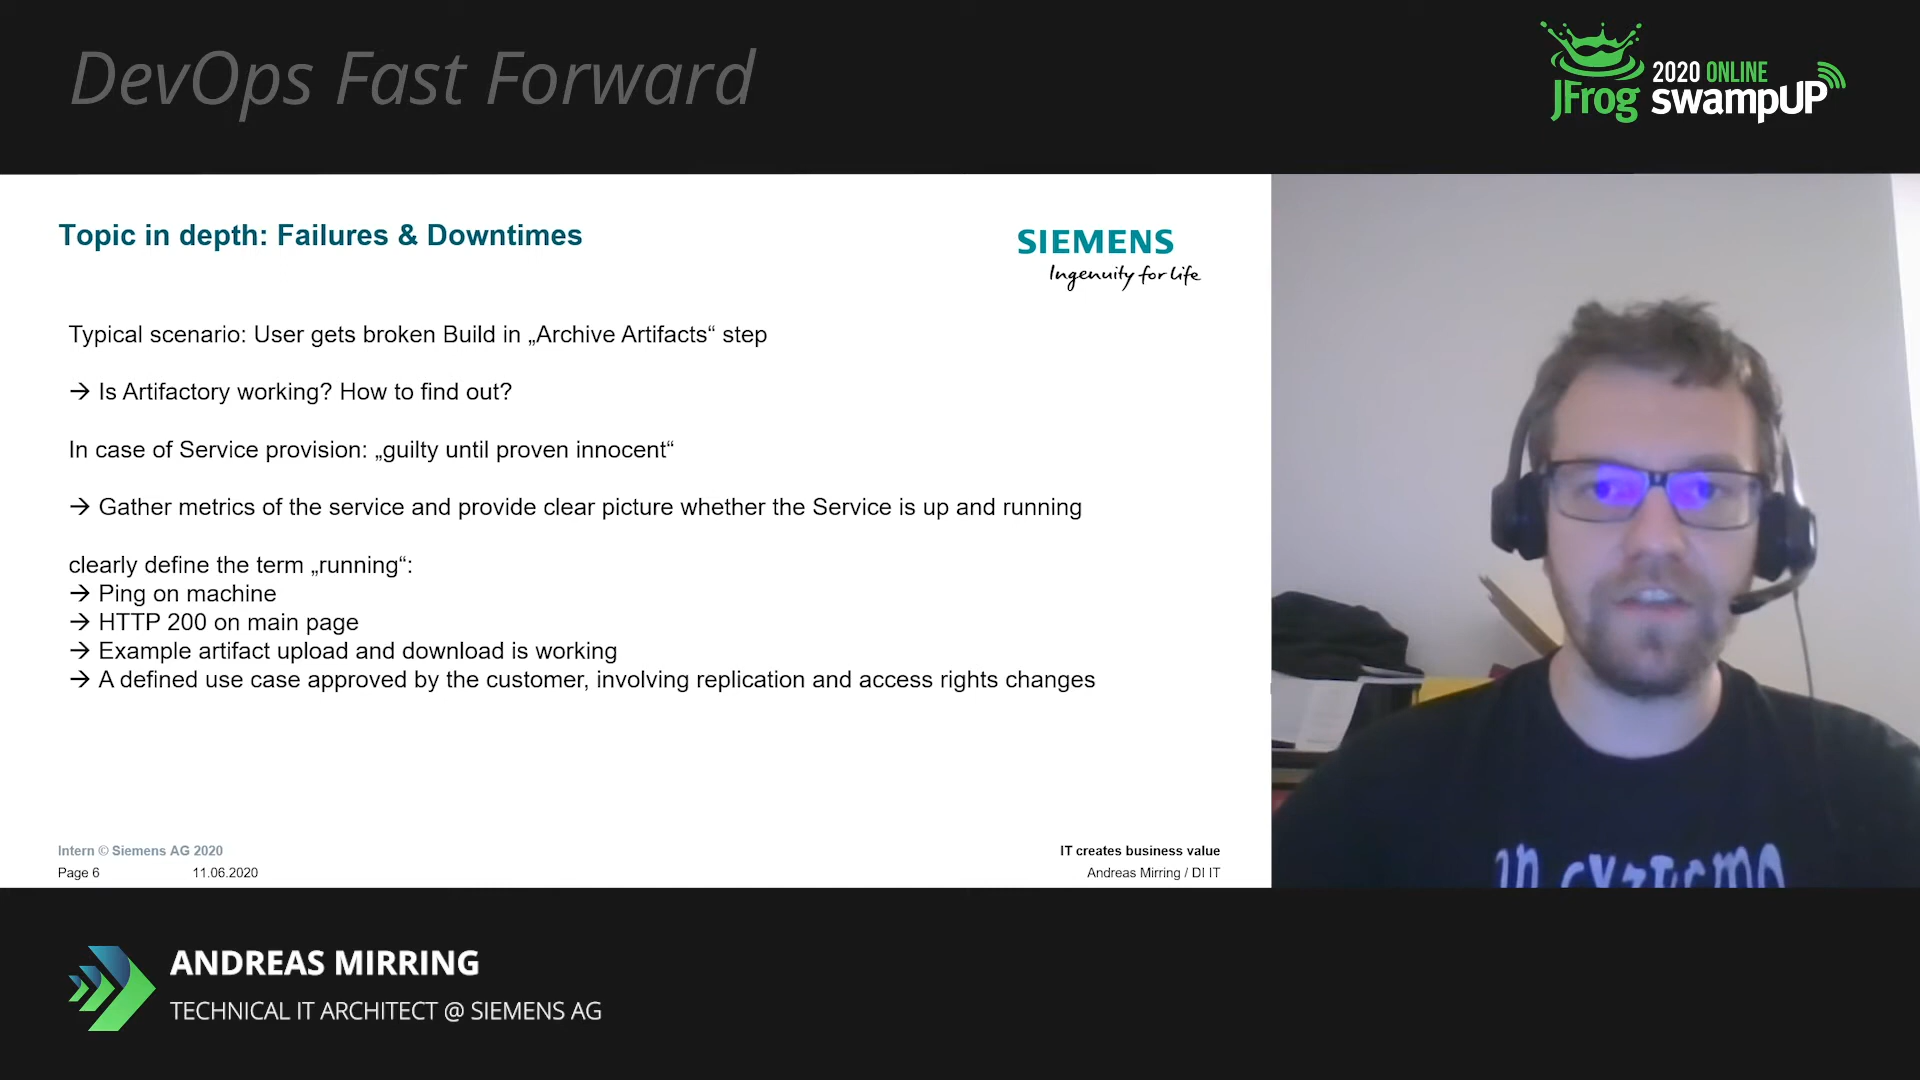 DevOps Fast Forward
JFrog
2020 ONLINE
swampUP
Topic in depth: Failures & Downtimes
SIEMENS
Ingenuity for life
Typical scenario: User gets broken Build in „Archive Artifacts“ step
→ Is Artifactory working? How to find out?
In case of Service provision: „guilty until proven innocent“
→ Gather metrics of the service and provide clear picture whether the Service is up and running
clearly define the term „running“:
→ Ping on machine
→ HTTP 200 on main page
→ Example artifact upload and download is working
→ A defined use case approved by the customer, involving replication and access rights changes
Intern © Siemens AG 2020
IT creates business value
Page 6 11.06.2020
Andreas Mirring / DI IT
in extremo
ANDREAS MIRRING
TECHNICAL IT ARCHITECT @ SIEMENS AG